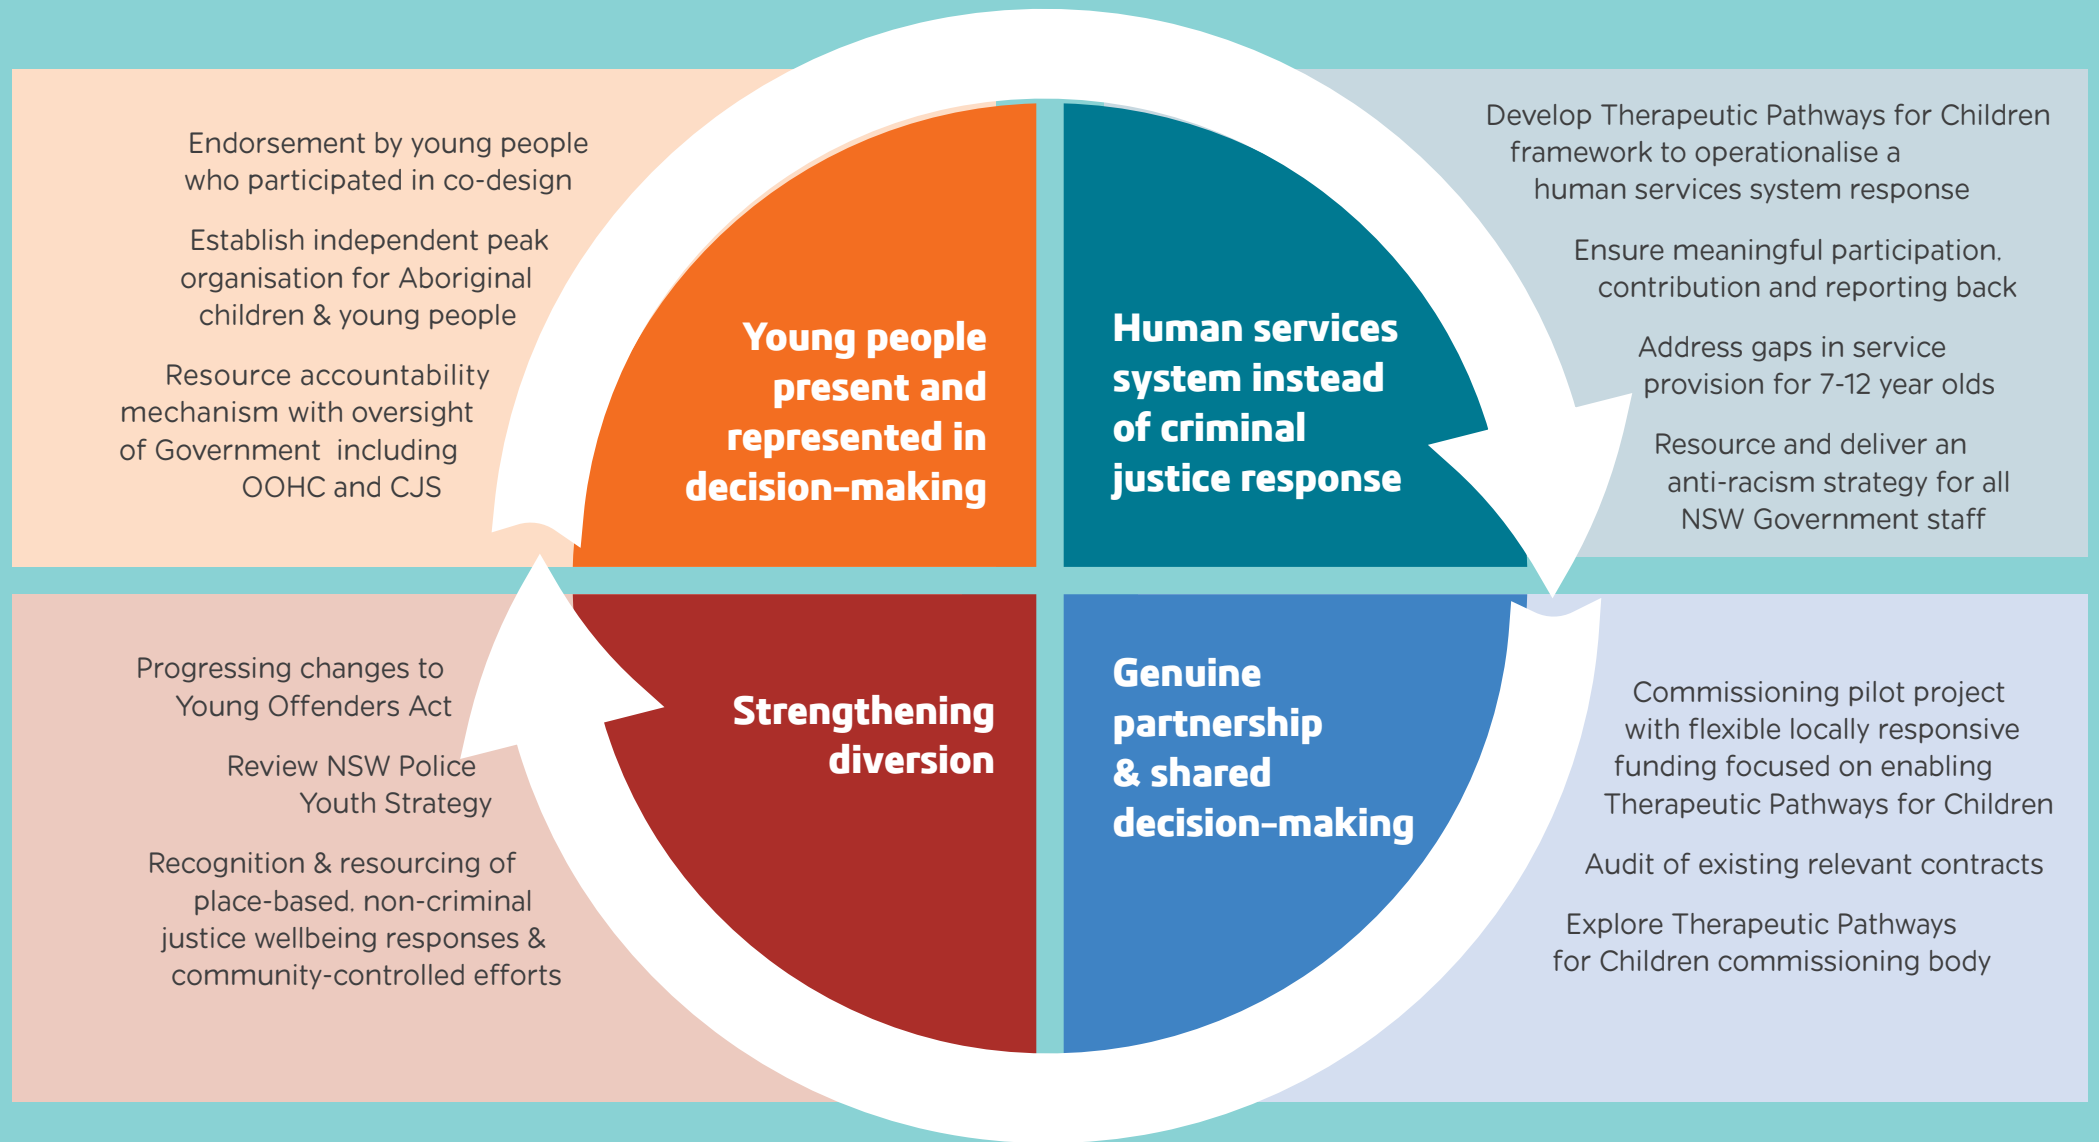 Endorsement by young people
who participated in co-design
Establish independent peak
organisation for Aboriginal
children & young people
Resource accountability
mechanism with oversight
of Government including
OOHC and CJS
Young people
present and
represented in
decision-making
Human services
system instead
of criminal
justice response
Develop Therapeutic Pathways for Children
framework to operationalise a
human services system response
Ensure meaningful participation,
contribution and reporting back
Address gaps in service
provision for 7-12 year olds
Resource and deliver an
anti-racism strategy for all
NSW Government staff
Progressing changes to
Young Offenders Act
Review NSW Police
Youth Strategy
Recognition & resourcing of
place-based, non-criminal
justice wellbeing responses &
community-controlled efforts
Strengthening
diversion
Genuine
partnership
& shared
decision-making
Commissioning pilot project
with flexible locally responsive
funding focused on enabling
Therapeutic Pathways for Children
Audit of existing relevant contracts
Explore Therapeutic Pathways
for Children commissioning body